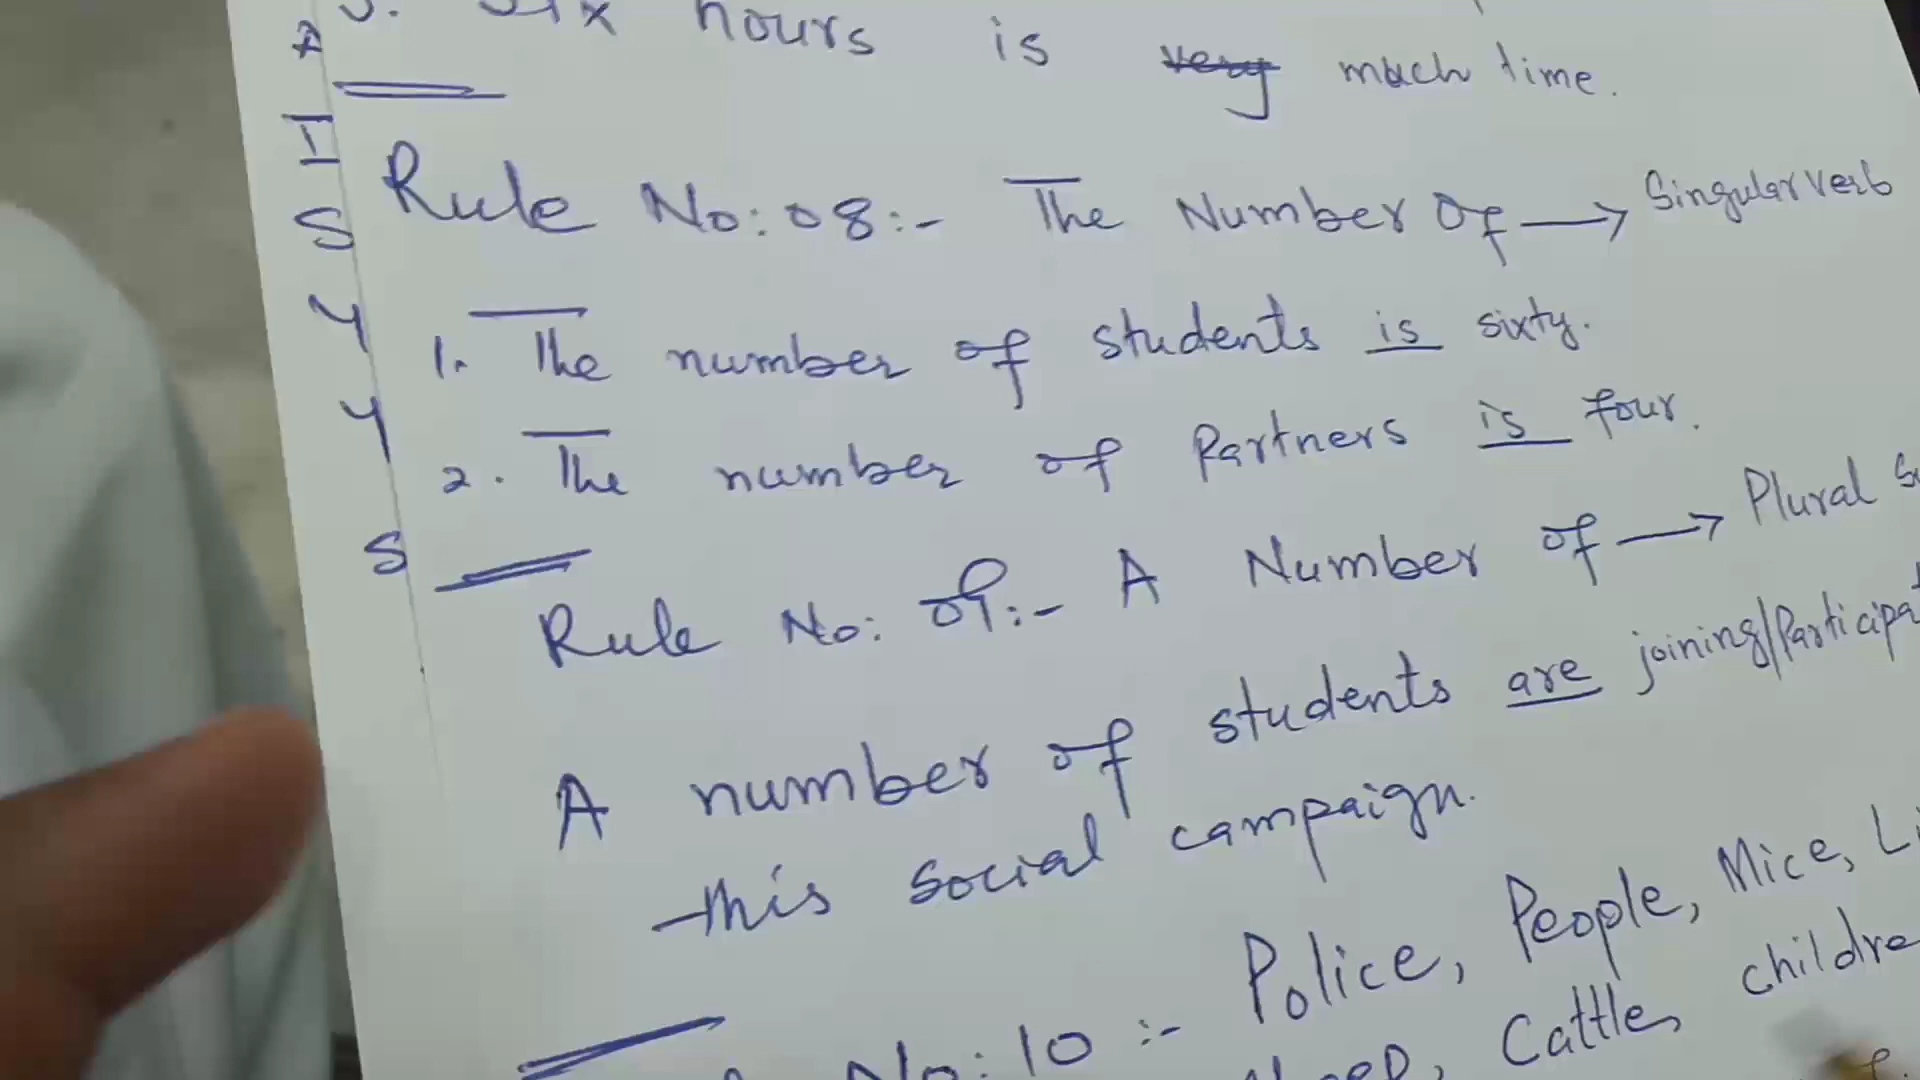 hours is very much time.
Rule No: 08:- The Number Of → Singular verb
1. The number of students is sixty.
2. The number of Partners is four.
Rule No: 09:- A Number of → Plural
A number of students are joining/Participat
this social campaign.
No: 10 :- Police, People, Mice, Li
Cattle, childre
A
I
S
Y
Y
S